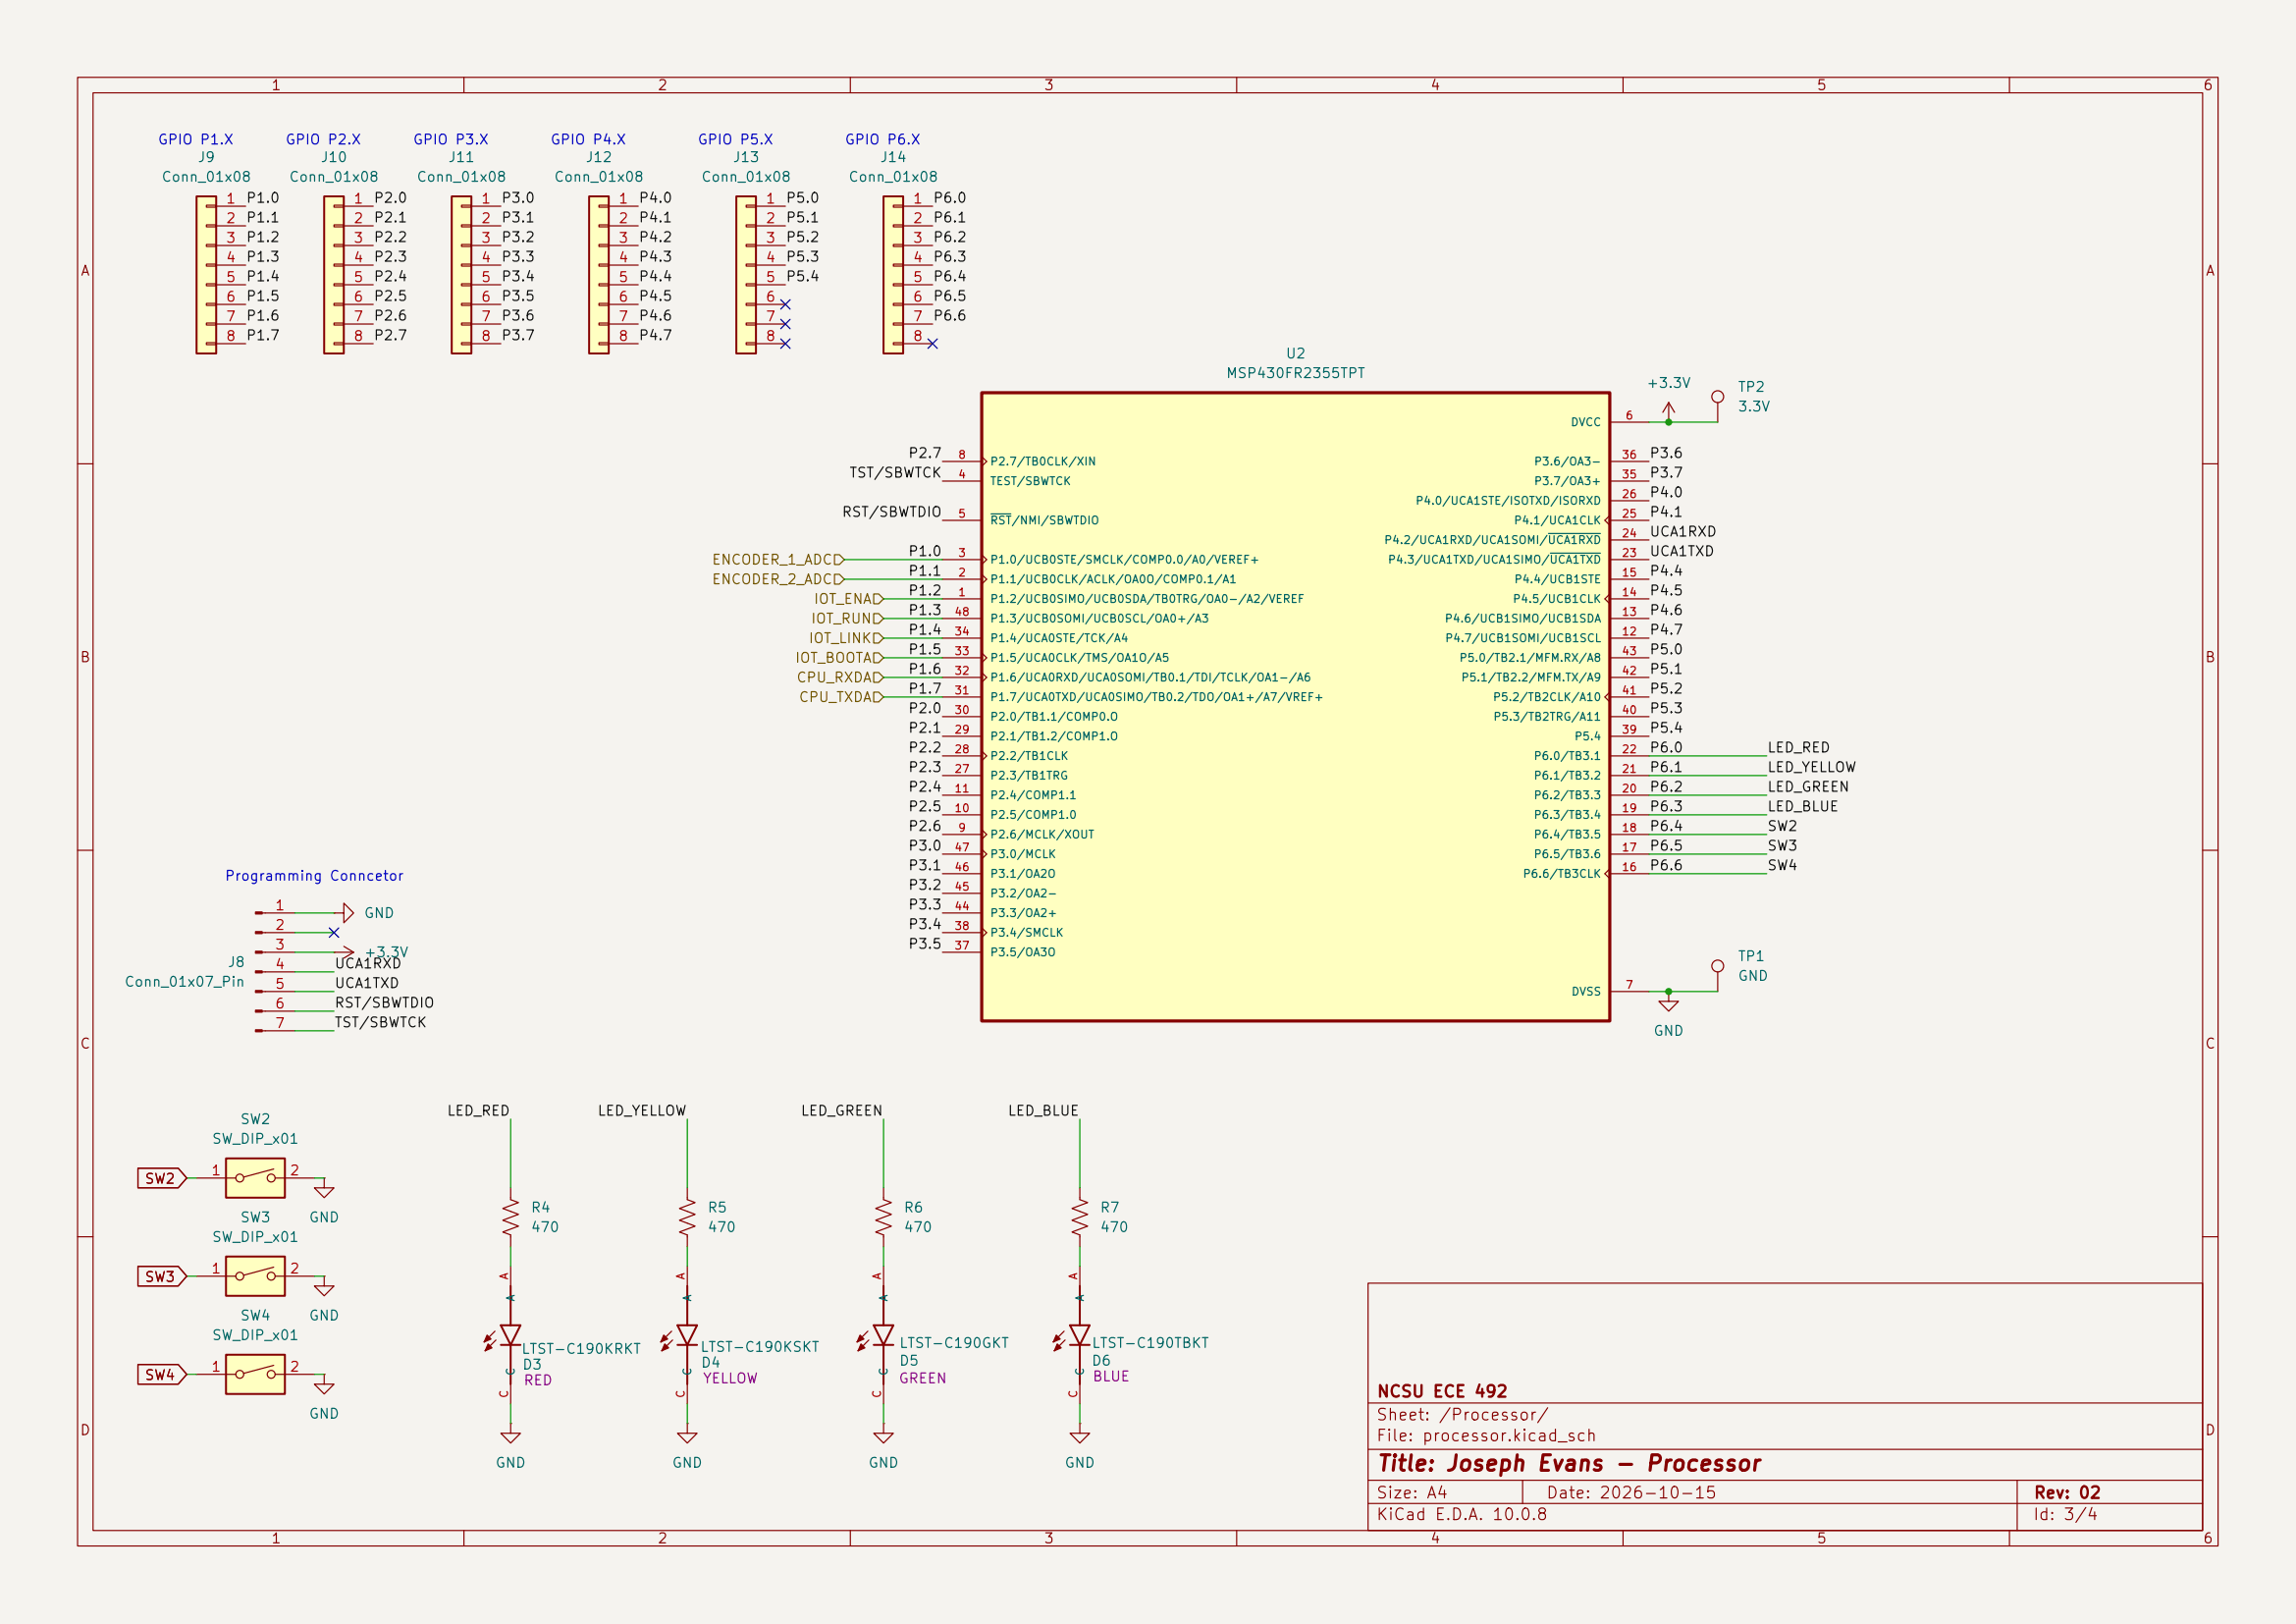 1 2 3 4 5 6
A B C D
GPIO P1.X
J9
Conn_01x08
1 P1.0
2 P1.1
3 P1.2
4 P1.3
5 P1.4
6 P1.5
7 P1.6
8 P1.7
GPIO P2.X
J10
Conn_01x08
1 P2.0
2 P2.1
3 P2.2
4 P2.3
5 P2.4
6 P2.5
7 P2.6
8 P2.7
GPIO P3.X
J11
Conn_01x08
1 P3.0
2 P3.1
3 P3.2
4 P3.3
5 P3.4
6 P3.5
7 P3.6
8 P3.7
GPIO P4.X
J12
Conn_01x08
1 P4.0
2 P4.1
3 P4.2
4 P4.3
5 P4.4
6 P4.5
7 P4.6
8 P4.7
GPIO P5.X
J13
Conn_01x08
1 P5.0
2 P5.1
3 P5.2
4 P5.3
5 P5.4
6
7
8
GPIO P6.X
J14
Conn_01x08
1 P6.0
2 P6.1
3 P6.2
4 P6.3
5 P6.4
6 P6.5
7 P6.6
8
U2
MSP430FR2355TPT
P2.7 8 P2.7/TB0CLK/XIN
TST/SBWTCK 4 TEST/SBWTCK
RST/SBWTDIO 5 RST/NMI/SBWTDIO
ENCODER_1_ADC P1.0 3 P1.0/UCB0STE/SMCLK/COMP0.0/A0/VEREF+
ENCODER_2_ADC P1.1 2 P1.1/UCB0CLK/ACLK/OA0O/COMP0.1/A1
IOT_ENA P1.2 1 P1.2/UCB0SIMO/UCB0SDA/TB0TRG/OA0-/A2/VEREF
IOT_RUN P1.3 48 P1.3/UCB0SOMI/UCB0SCL/OA0+/A3
IOT_LINK P1.4 34 P1.4/UCA0STE/TCK/A4
IOT_BOOTA P1.5 33 P1.5/UCA0CLK/TMS/OA1O/A5
CPU_RXDA P1.6 32 P1.6/UCA0RXD/UCA0SOMI/TB0.1/TDI/TCLK/OA1-/A6
CPU_TXDA P1.7 31 P1.7/UCA0TXD/UCA0SIMO/TB0.2/TDO/OA1+/A7/VREF+
P2.0 30 P2.0/TB1.1/COMP0.O
P2.1 29 P2.1/TB1.2/COMP1.O
P2.2 28 P2.2/TB1CLK
P2.3 27 P2.3/TB1TRG
P2.4 11 P2.4/COMP1.1
P2.5 10 P2.5/COMP1.0
P2.6 9 P2.6/MCLK/XOUT
P3.0 47 P3.0/MCLK
P3.1 46 P3.1/OA2O
P3.2 45 P3.2/OA2-
P3.3 44 P3.3/OA2+
P3.4 38 P3.4/SMCLK
P3.5 37 P3.5/OA3O
DVCC 6 +3.3V TP2
3.3V
P3.6/OA3- 36 P3.6
P3.7/OA3+ 35 P3.7
P4.0/UCA1STE/ISOTXD/ISORXD 26 P4.0
P4.1/UCA1CLK 25 P4.1
P4.2/UCA1RXD/UCA1SOMI/UCA1RXD 24 UCA1RXD
P4.3/UCA1TXD/UCA1SIMO/UCA1TXD 23 UCA1TXD
P4.4/UCB1STE 15 P4.4
P4.5/UCB1CLK 14 P4.5
P4.6/UCB1SIMO/UCB1SDA 13 P4.6
P4.7/UCB1SOMI/UCB1SCL 12 P4.7
P5.0/TB2.1/MFM.RX/A8 43 P5.0
P5.1/TB2.2/MFM.TX/A9 42 P5.1
P5.2/TB2CLK/A10 41 P5.2
P5.3/TB2TRG/A11 40 P5.3
P5.4 39 P5.4
P6.0/TB3.1 22 P6.0 LED_RED
P6.1/TB3.2 21 P6.1 LED_YELLOW
P6.2/TB3.3 20 P6.2 LED_GREEN
P6.3/TB3.4 19 P6.3 LED_BLUE
P6.4/TB3.5 18 P6.4 SW2
P6.5/TB3.6 17 P6.5 SW3
P6.6/TB3CLK 16 P6.6 SW4
DVSS 7 TP1
GND
GND
Programming Conncetor
J8
Conn_01x07_Pin
1 GND
2
3 +3.3V
4 UCA1RXD
5 UCA1TXD
6 RST/SBWTDIO
7 TST/SBWTCK
SW2
SW_DIP_x01
SW2 1 2
GND
SW3
SW_DIP_x01
SW3 1 2
GND
SW4
SW_DIP_x01
SW4 1 2
GND
LED_RED
R4
470
A
A
LTST-C190KRKT
D3
RED
C
C
GND
LED_YELLOW
R5
470
A
A
LTST-C190KSKT
D4
YELLOW
C
C
GND
LED_GREEN
R6
470
A
A
LTST-C190GKT
D5
GREEN
C
C
GND
LED_BLUE
R7
470
A
A
LTST-C190TBKT
D6
BLUE
C
C
GND
NCSU ECE 492
Sheet: /Processor/
File: processor.kicad_sch
Title: Joseph Evans – Processor
Size: A4 Date: 2026-10-15 Rev: 02
KiCad E.D.A. 10.0.8 Id: 3/4
A B C D
1 2 3 4 5 6